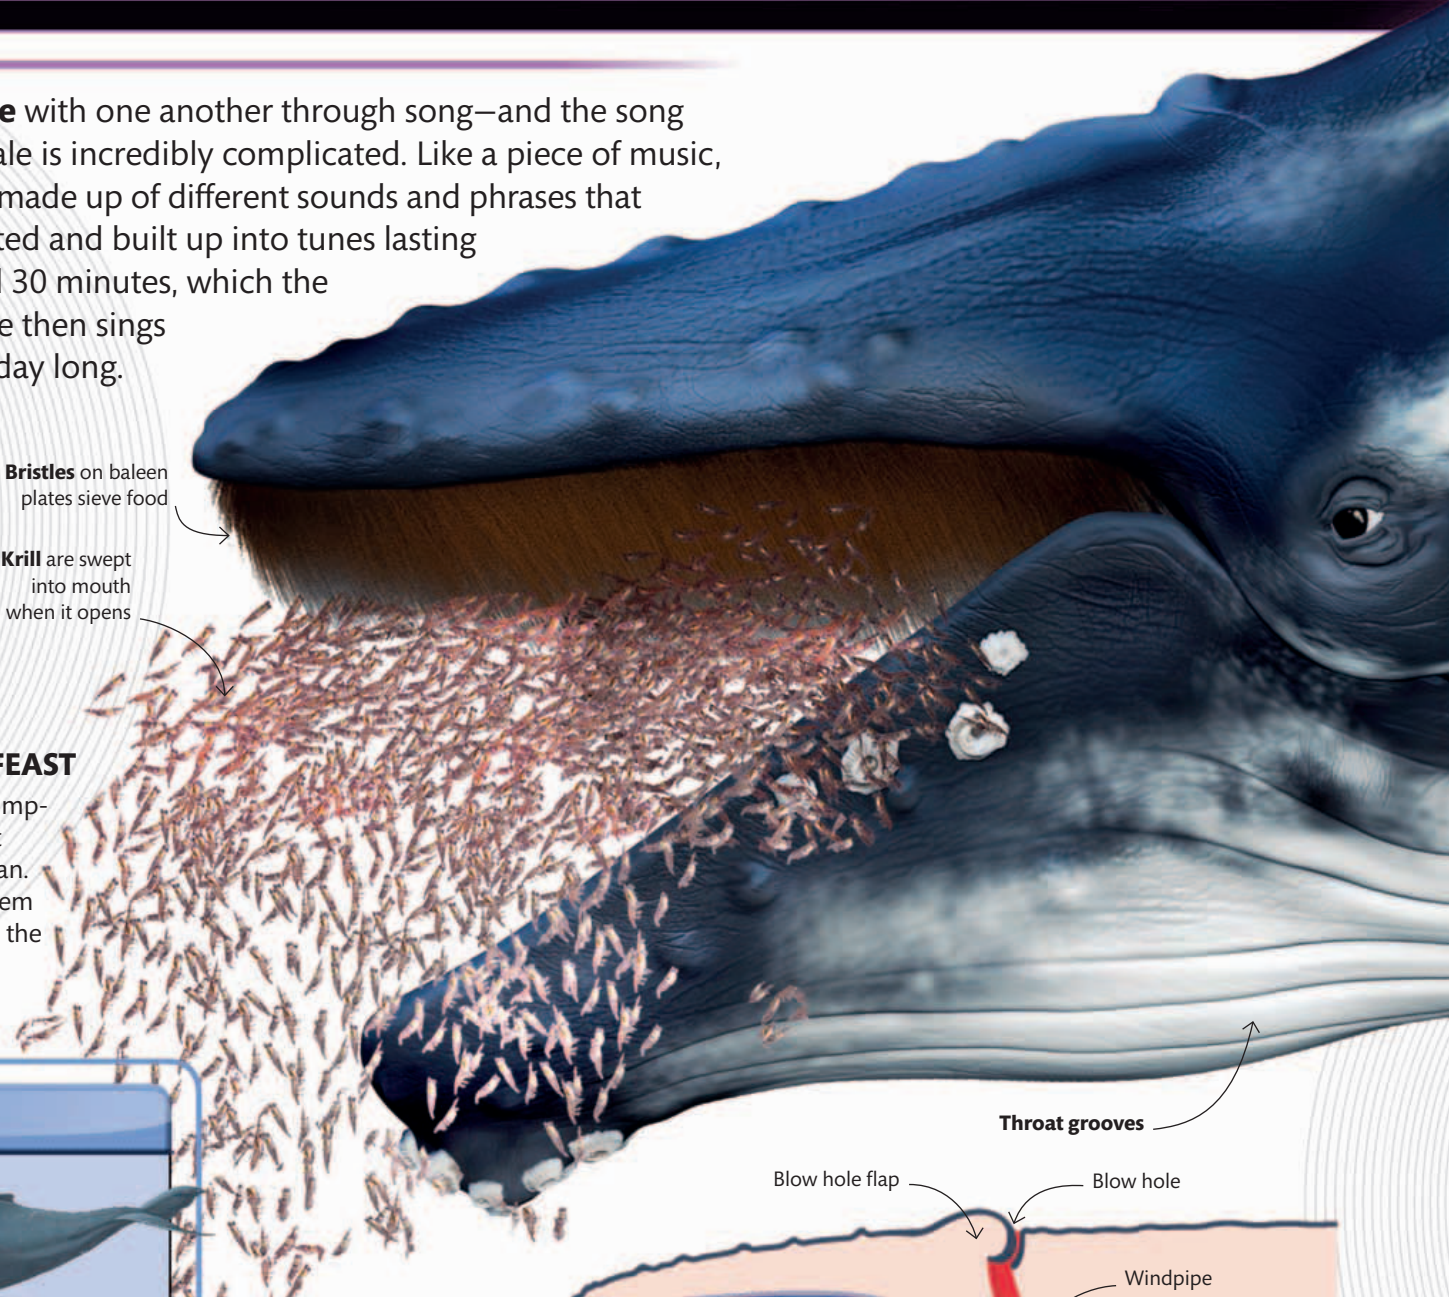 e with one another through song—and the song
ale is incredibly complicated. Like a piece of music,
made up of different sounds and phrases that
ted and built up into tunes lasting
30 minutes, which the
e then sings
day long.
Bristles on baleen
plates sieve food
Krill are swept
into mouth
when it opens
FEAST
mp-
an.
em
the
Throat grooves
Blow hole flap
Blow hole
Windpipe